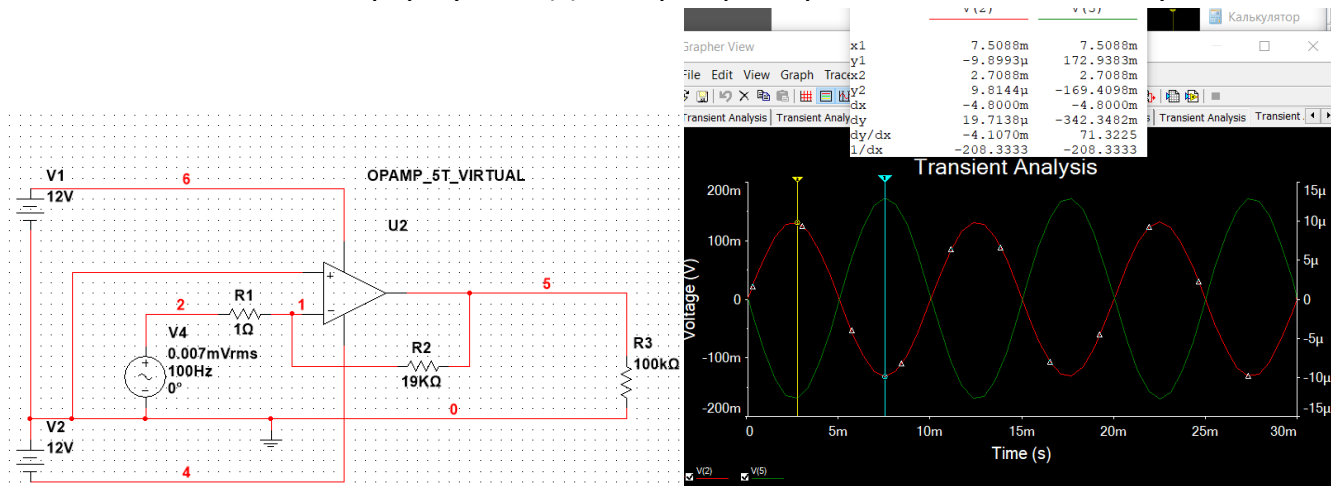 V1
12V
6
OPAMP_5T_VIRTUAL
U2
+
−
5
R1
1Ω
2
1
V4
0.007mVrms
100Hz
0°
R2
19KΩ
R3
100kΩ
0
V2
12V
4
Калькулятор
Grapher View
File Edit View Graph Trace
V(2) V(5)
x1 7.5088m 7.5088m
y1 -9.8993µ 172.9383m
x2 2.7088m 2.7088m
y2 9.8144µ -169.4098m
dx -4.8000m -4.8000m
dy 19.7138µ -342.3482m
dy/dx -4.1070m 71.3225
1/dx -208.3333 -208.3333
Transient Analysis Transient Analy Transient Analysis Transient
Transient Analysis
Voltage (V)
200m
100m
0
-100m
-200m
15µ
10µ
5µ
0
-5µ
-10µ
-15µ
0 5m 10m 15m 20m 25m 30m
Time (s)
V(2) V(5)